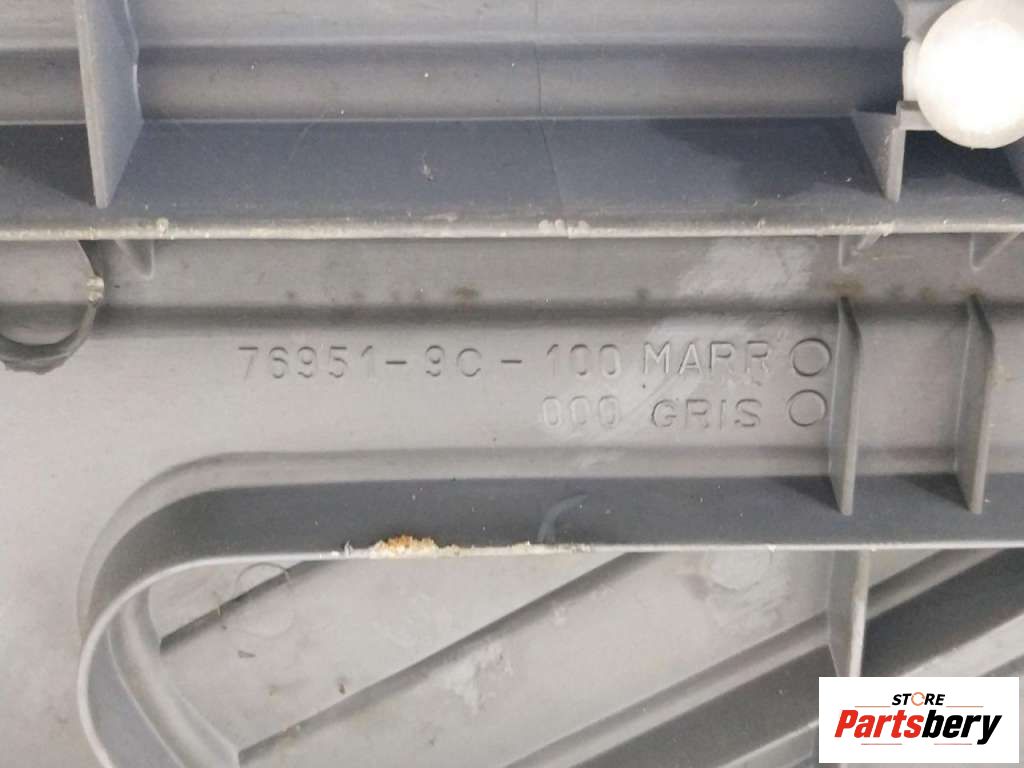 76951-9C-100 MARR
000 GRIS
STORE
Partsbery